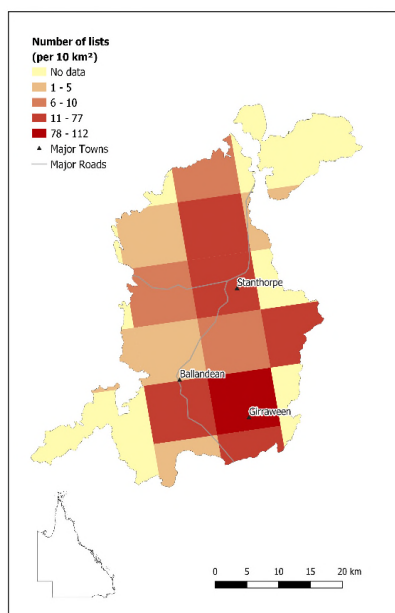 Number of lists
(per 10 km²)
No data
1 - 5
6 - 10
11 - 77
78 - 112
Major Towns
Major Roads
Stanthorpe
Ballandean
Girraween
0 5 10 15 20 km